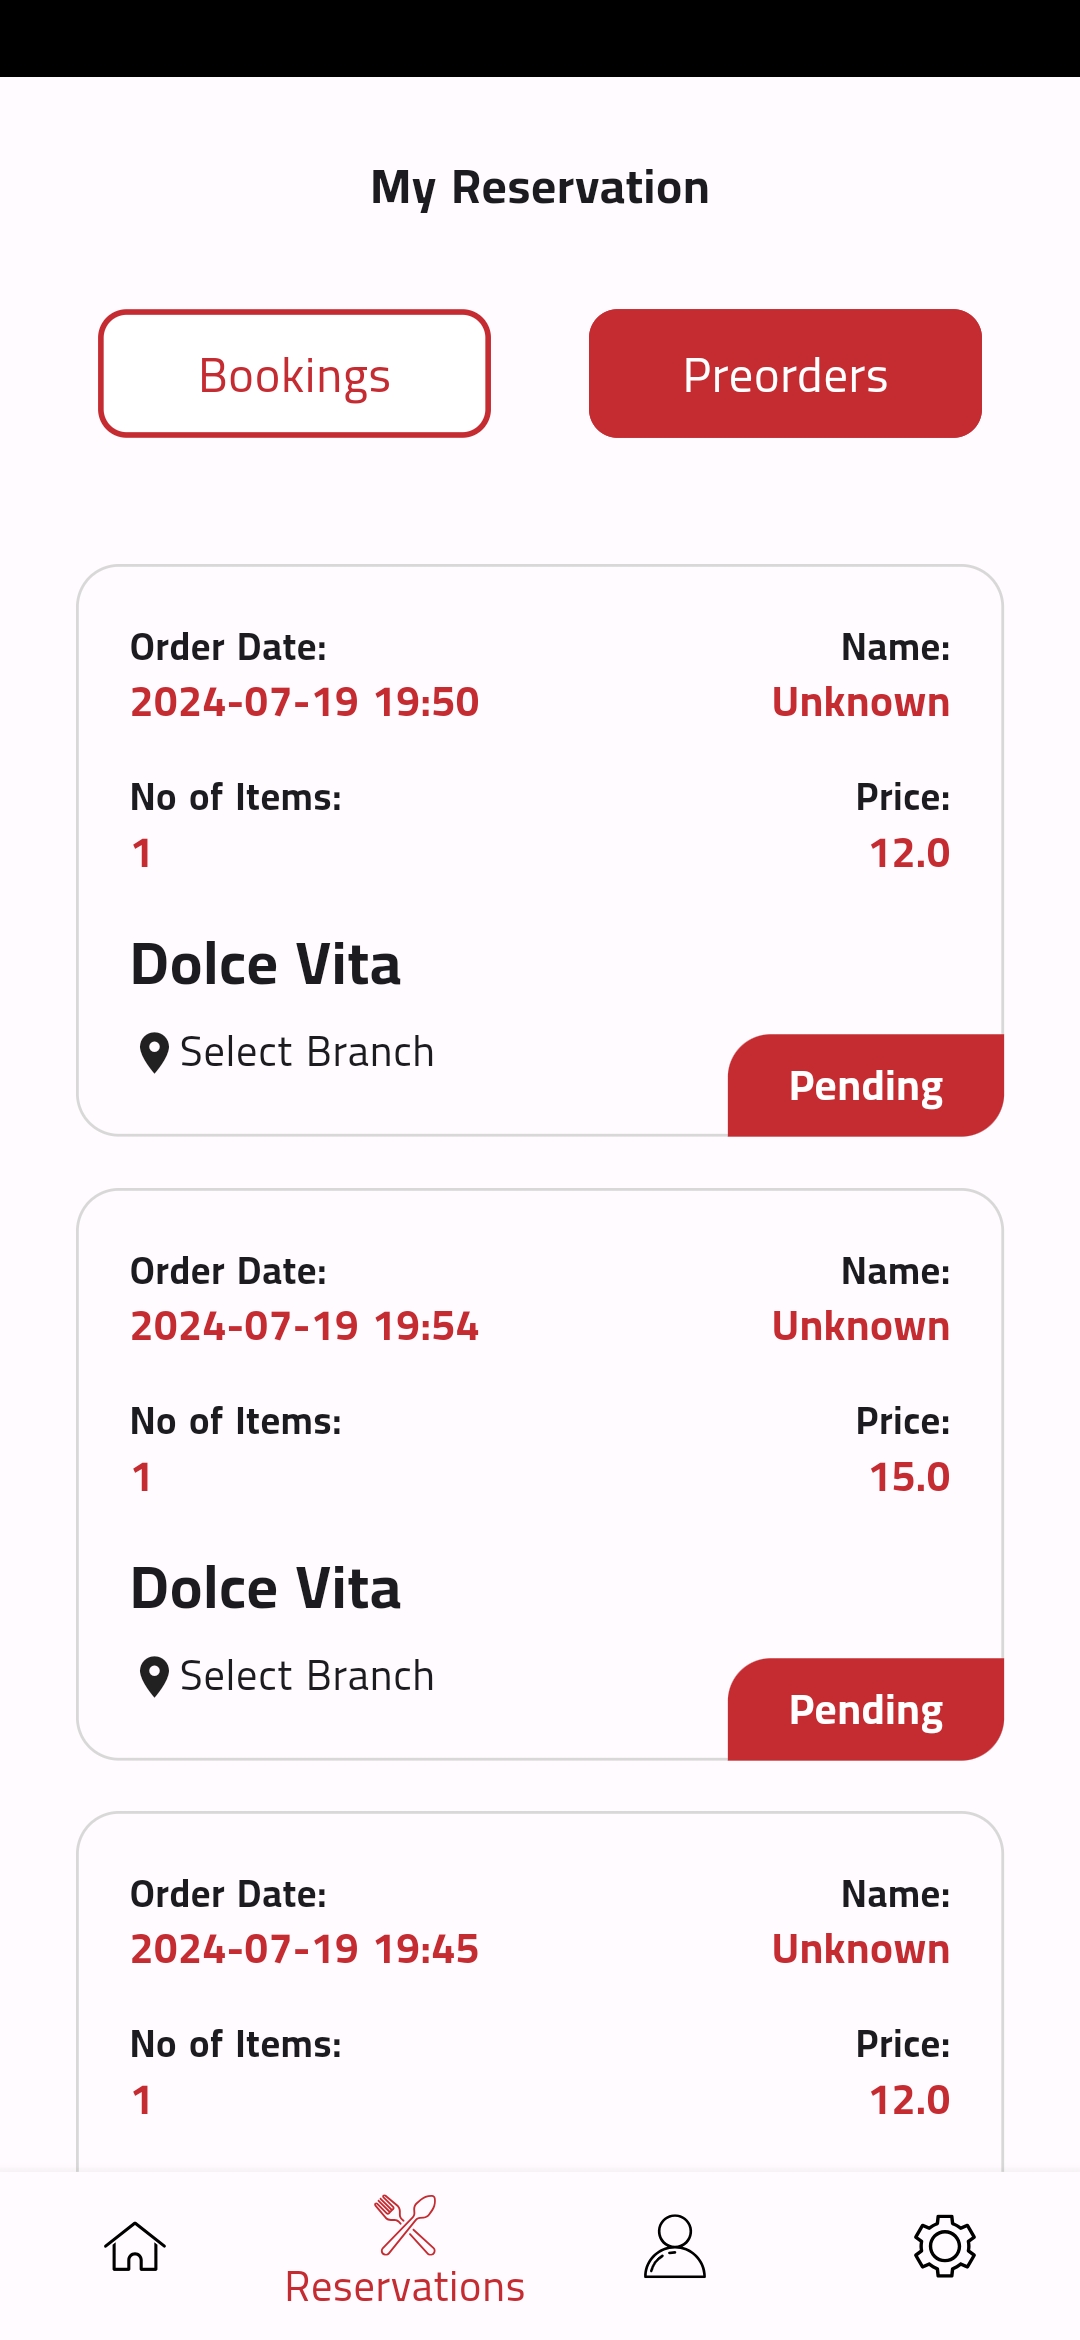 My Reservation
Bookings
Preorders
Order Date:
Name:
2024-07-19 19:50
Unknown
No of Items:
Price:
1
12.0
Dolce Vita
Select Branch
Pending
Order Date:
Name:
2024-07-19 19:54
Unknown
No of Items:
Price:
1
15.0
Dolce Vita
Select Branch
Pending
Order Date:
Name:
2024-07-19 19:45
Unknown
No of Items:
Price:
1
12.0
Reservations